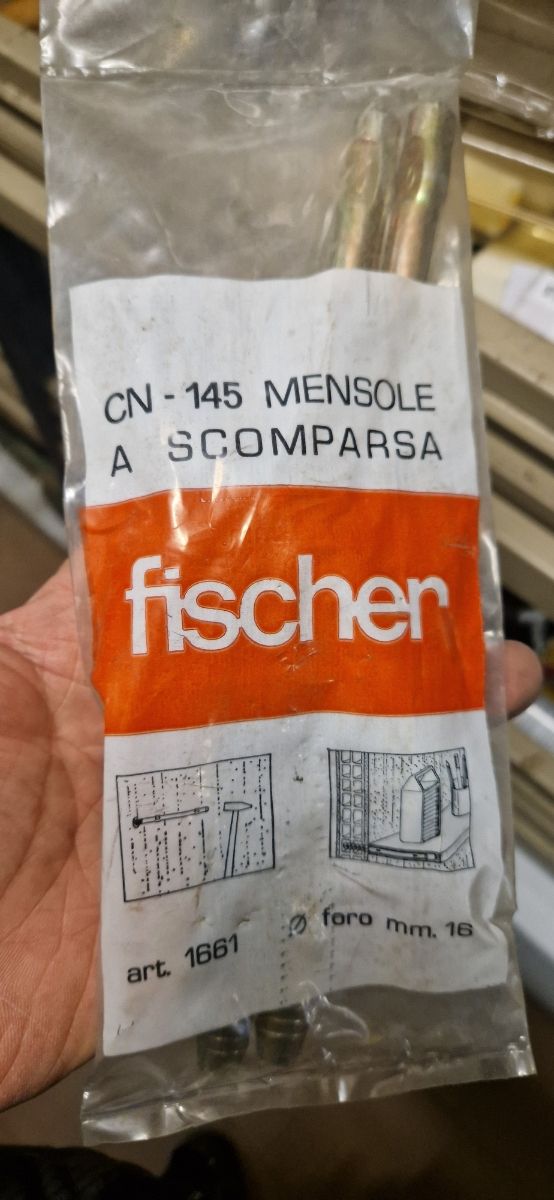 CN - 145 MENSOLE
A SCOMPARSA
fischer
art. 1661
Ø foro mm. 16